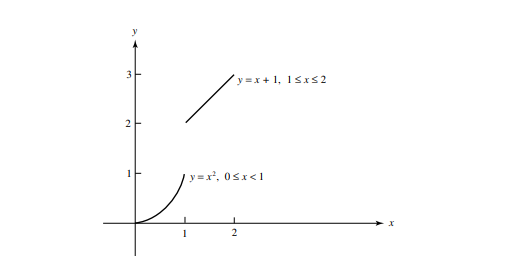 y
3
y = x + 1, 1 ≤ x ≤ 2
2
1
y = x², 0 ≤ x < 1
x
1
2